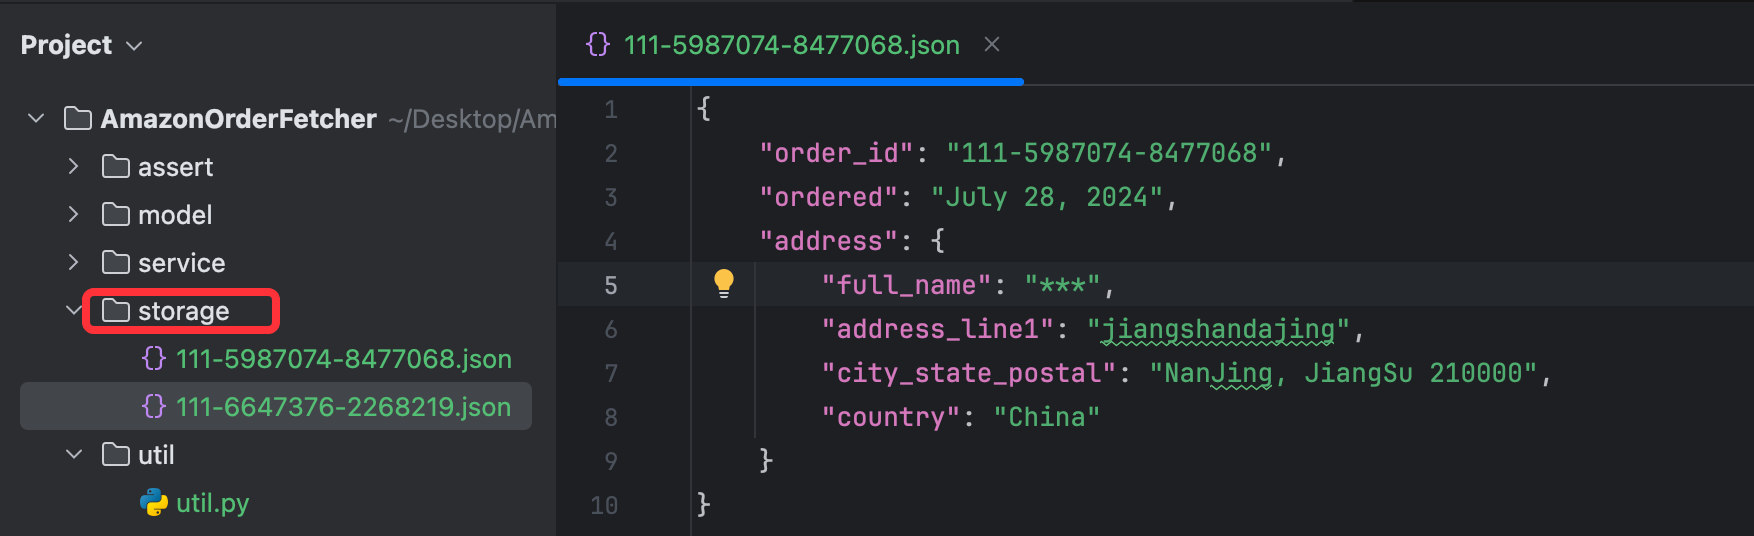 Project
AmazonOrderFetcher ~/Desktop/Am
assert
model
service
storage
111-5987074-8477068.json
111-6647376-2268219.json
util
util.py
111-5987074-8477068.json
1 {
2 "order_id": "111-5987074-8477068",
3 "ordered": "July 28, 2024",
4 "address": {
5 "full_name": "***",
6 "address_line1": "jiangshandajing",
7 "city_state_postal": "NanJing, JiangSu 210000",
8 "country": "China"
9 }
10 }